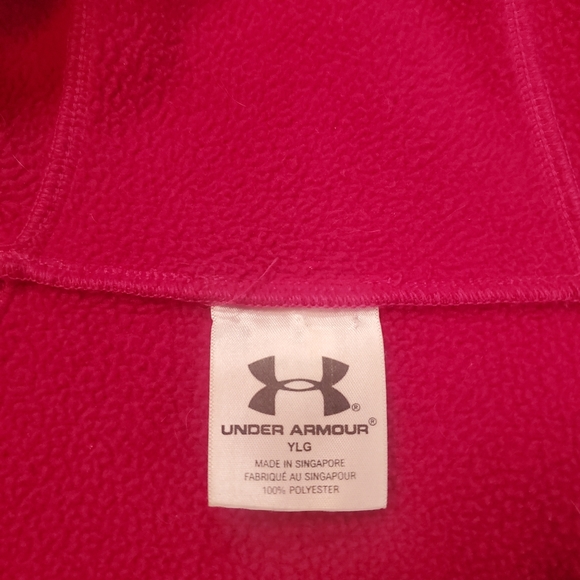 ®
UNDER ARMOUR®
YLG
MADE IN SINGAPORE
FABRIQUÉ AU SINGAPOUR
100% POLYESTER